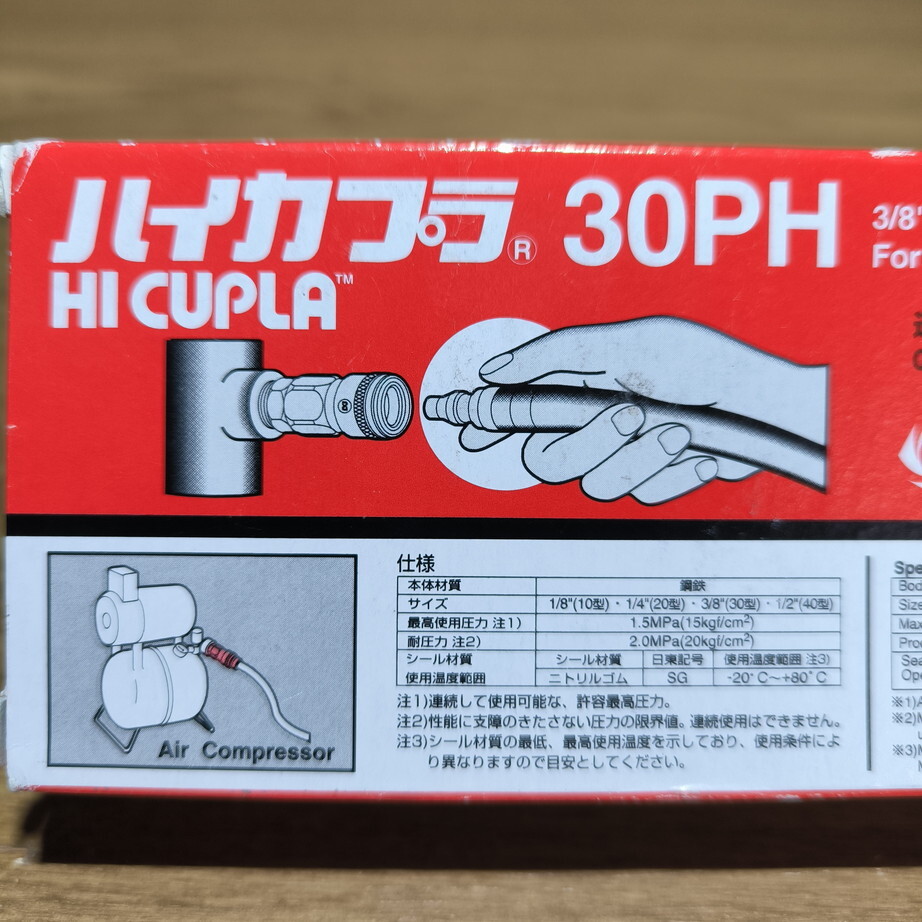 ハイカプラ® 30PH
HI CUPLA™
3/8"
For
Air Compressor
仕様
本体材質 鋼鉄
サイズ 1/8"(10型)・1/4"(20型)・3/8"(30型)・1/2"(40型)
最高使用圧力 注1) 1.5MPa(15kgf/cm²)
耐圧力 注2) 2.0MPa(20kgf/cm²)
シール材質 シール材質 日東記号 使用温度範囲 注3)
使用温度範囲 ニトリルゴム SG -20°C~+80°C
注1)連続して使用可能な、許容最高圧力。
注2)性能に支障のきたさない圧力の限界値。連続使用はできません。
注3)シール材質の最低、最高使用温度を示しており、使用条件によ
り異なりますので目安としてください。
Spe
Bod
Size
Max
Pro
Sea
Ope
※1)
※2)
※3)